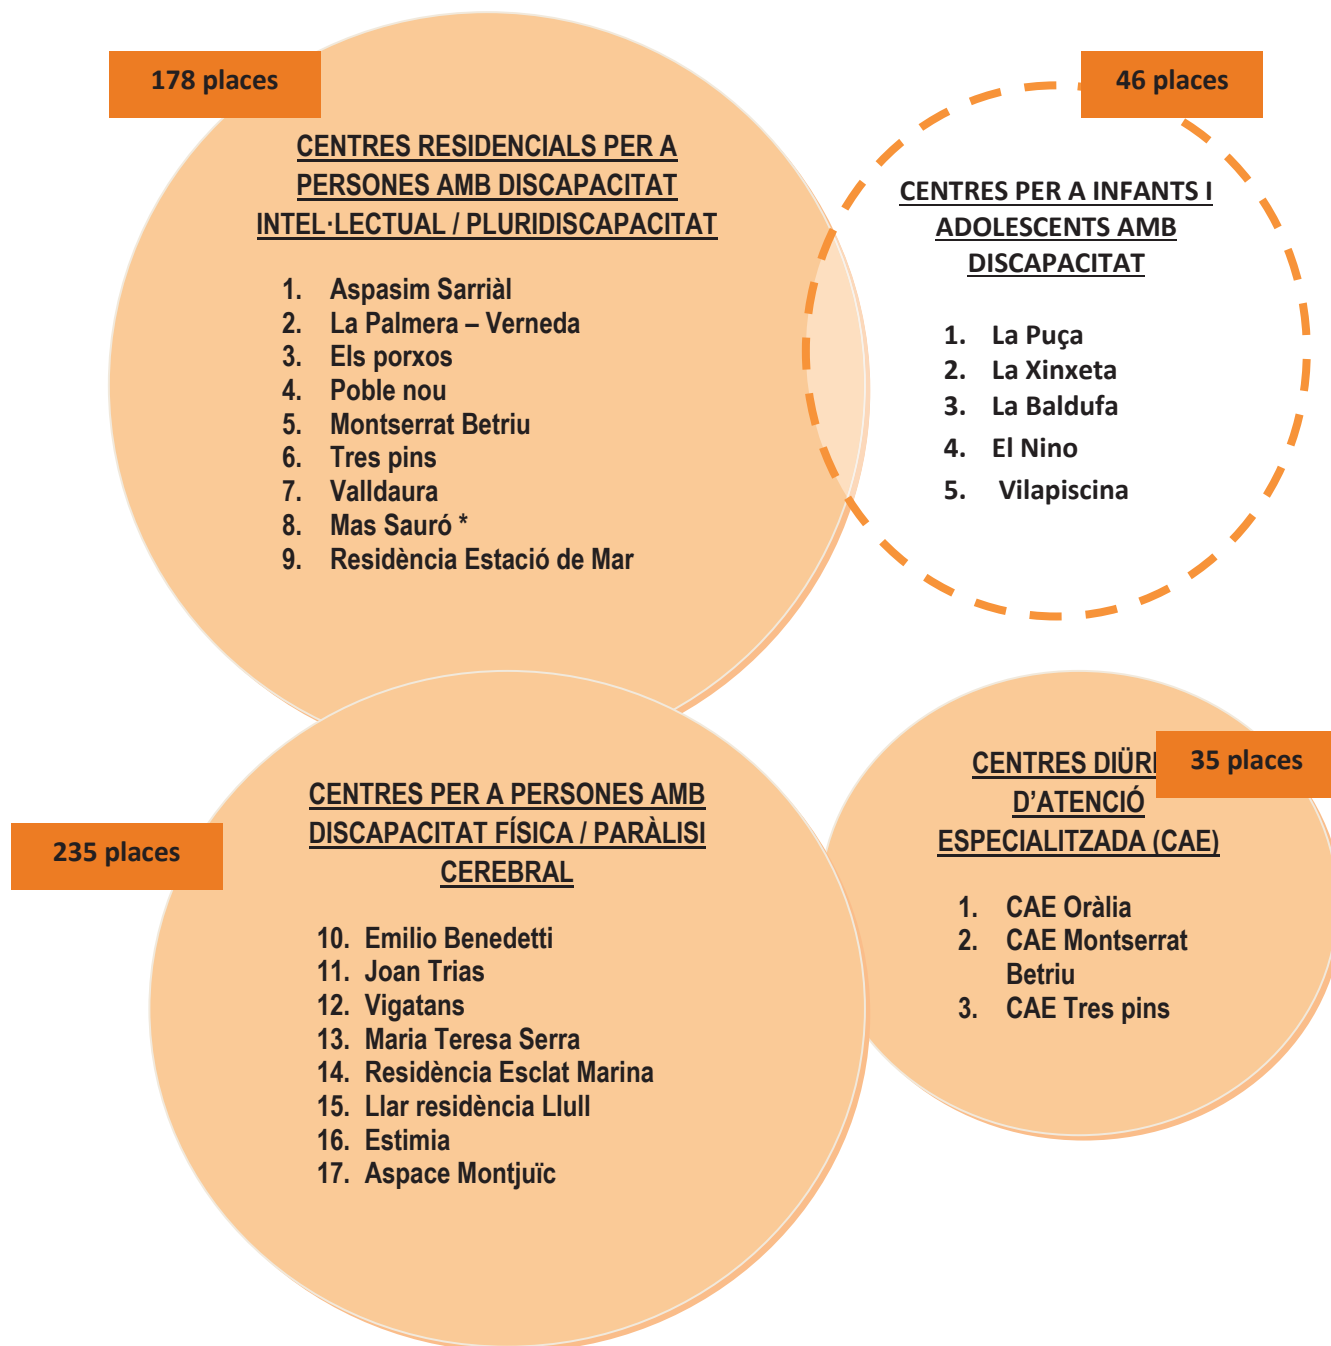 178 places
CENTRES RESIDENCIALS PER A
PERSONES AMB DISCAPACITAT
INTEL·LECTUAL / PLURIDISCAPACITAT
1. Aspasim Sarriàl
2. La Palmera – Verneda
3. Els porxos
4. Poble nou
5. Montserrat Betriu
6. Tres pins
7. Valldaura
8. Mas Sauró *
9. Residència Estació de Mar
46 places
CENTRES PER A INFANTS I
ADOLESCENTS AMB
DISCAPACITAT
1. La Puça
2. La Xinxeta
3. La Baldufa
4. El Nino
5. Vilapiscina
235 places
CENTRES PER A PERSONES AMB
DISCAPACITAT FÍSICA / PARÀLISI
CEREBRAL
10. Emilio Benedetti
11. Joan Trias
12. Vigatans
13. Maria Teresa Serra
14. Residència Esclat Marina
15. Llar residència Llull
16. Estimia
17. Aspace Montjuïc
35 places
CENTRES
D'ATENCIÓ
ESPECIALITZADA (CAE)
1. CAE Oràlia
2. CAE Montserrat
Betriu
3. CAE Tres pins